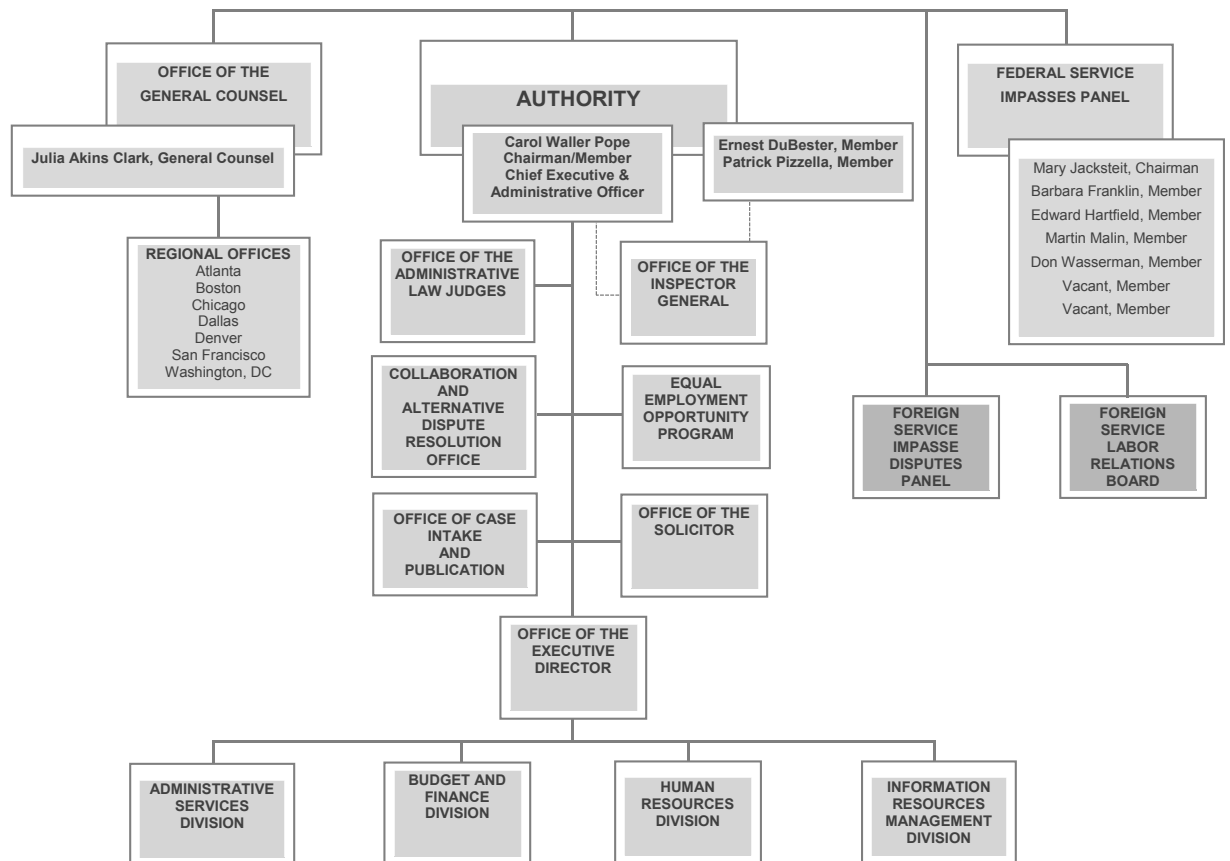 OFFICE OF THE
GENERAL COUNSEL
Julia Akins Clark, General Counsel
REGIONAL OFFICES
Atlanta
Boston
Chicago
Dallas
Denver
San Francisco
Washington, DC
AUTHORITY
Carol Waller Pope
Chairman/Member
Chief Executive &
Administrative Officer
Ernest DuBester, Member
Patrick Pizzella, Member
FEDERAL SERVICE
IMPASSES PANEL
Mary Jacksteit, Chairman
Barbara Franklin, Member
Edward Hartfield, Member
Martin Malin, Member
Don Wasserman, Member
Vacant, Member
Vacant, Member
OFFICE OF THE
ADMINISTRATIVE
LAW JUDGES
OFFICE OF THE
INSPECTOR
GENERAL
COLLABORATION
AND
ALTERNATIVE
DISPUTE
RESOLUTION
OFFICE
EQUAL
EMPLOYMENT
OPPORTUNITY
PROGRAM
FOREIGN
SERVICE
IMPASSE
DISPUTES
PANEL
FOREIGN
SERVICE
LABOR
RELATIONS
BOARD
OFFICE OF CASE
INTAKE
AND
PUBLICATION
OFFICE OF THE
SOLICITOR
OFFICE OF THE
EXECUTIVE
DIRECTOR
ADMINISTRATIVE
SERVICES
DIVISION
BUDGET AND
FINANCE
DIVISION
HUMAN
RESOURCES
DIVISION
INFORMATION
RESOURCES
MANAGEMENT
DIVISION